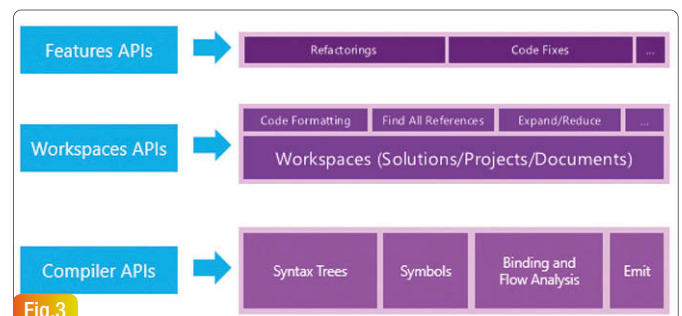 Features APIs
Refactorings
Code Fixes
...
Workspaces APIs
Code Formatting
Find All References
Expand/Reduce
...
Workspaces (Solutions/Projects/Documents)
Compiler APIs
Syntax Trees
Symbols
Binding and
Flow Analysis
Emit
Fig.3